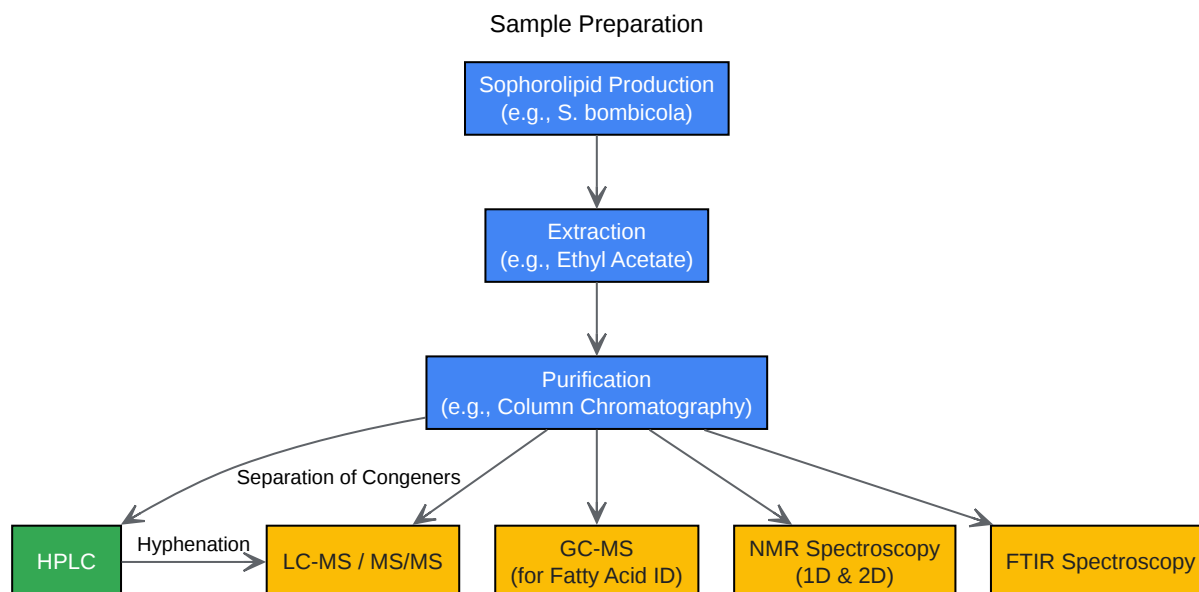 Sample Preparation
Sophorolipid Production
(e.g., S. bombicola)
Extraction
(e.g., Ethyl Acetate)
Purification
(e.g., Column Chromatography)
Separation of Congeners
HPLC
Hyphenation
LC-MS / MS/MS
GC-MS
(for Fatty Acid ID)
NMR Spectroscopy
(1D & 2D)
FTIR Spectroscopy